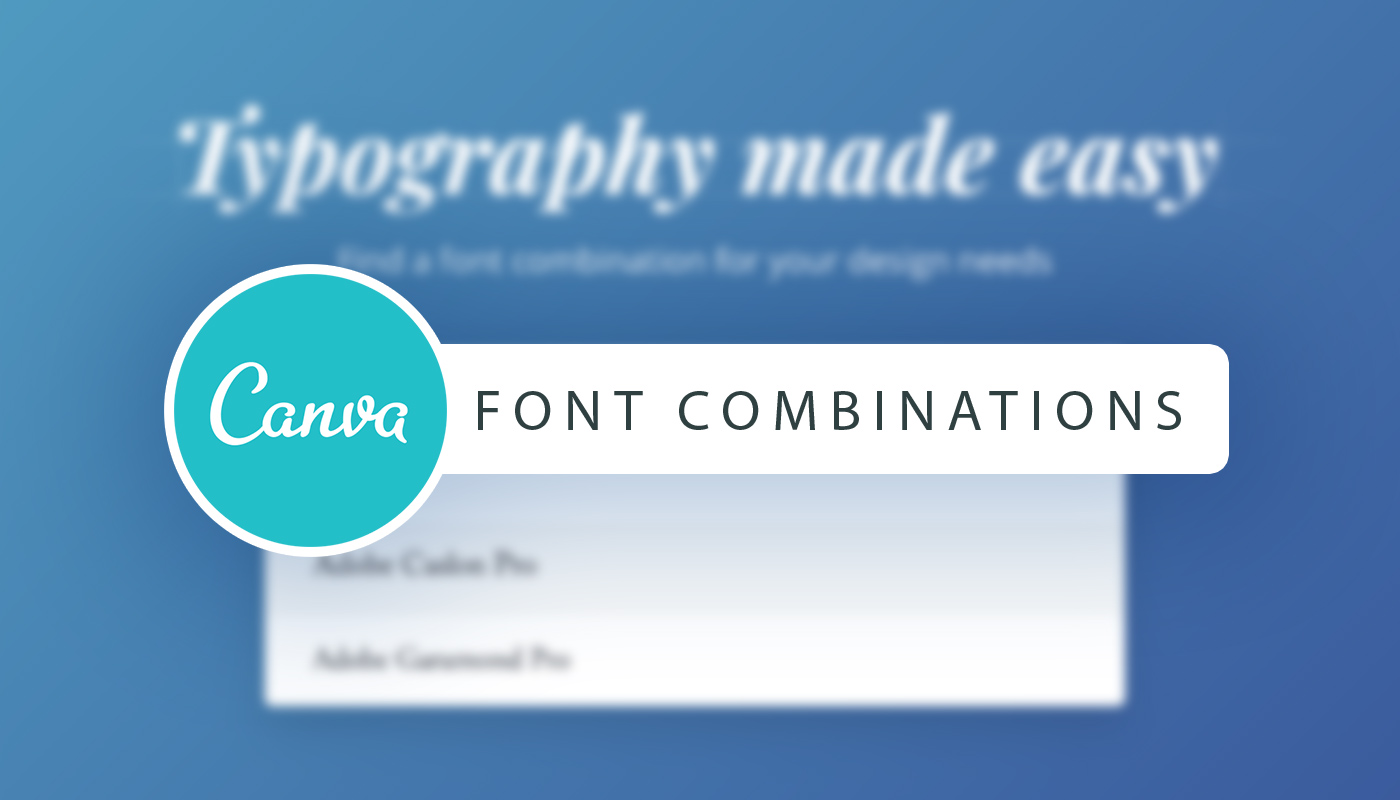 Typography made easy
Find a font combination for your design needs
Canva
FONT COMBINATIONS
Adobe Caslon Pro
Adobe Garamond Pro